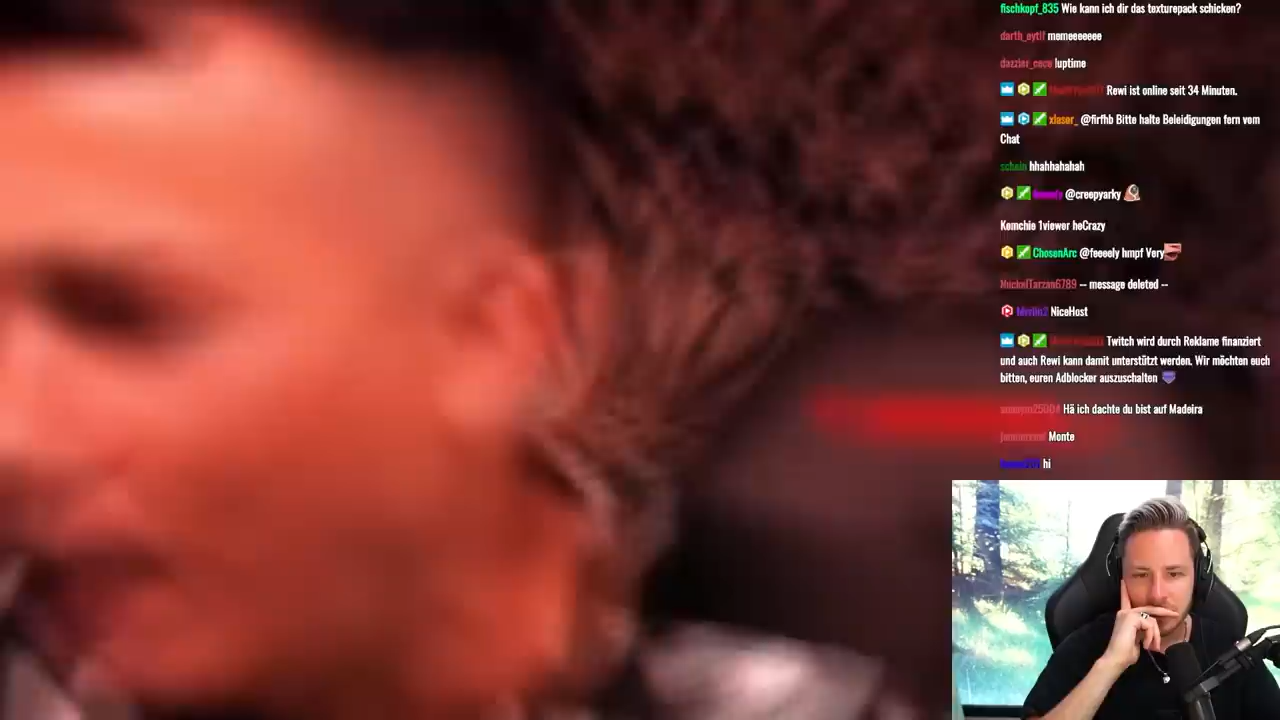 fischkopf_835 Wie kann ich dir das texturepack schicken?
memeeeeeee
dazzler_coco !uptime
Rewi ist online seit 34 Minuten.
xlaser_ @firfhb Bitte halte Beleidigungen fern vom
Chat
schein hhahhahahah
@creepyarky
Kemchie 1viewer heCrazy
ChosenArc @feeeely hmpf Very
-- message deleted --
NiceHost
Twitch wird durch Reklame finanziert
und auch Rewi kann damit unterstützt werden. Wir möchten euch
bitten, euren Adblocker auszuschalten
Hä ich dachte du bist auf Madeira
Monte
hi